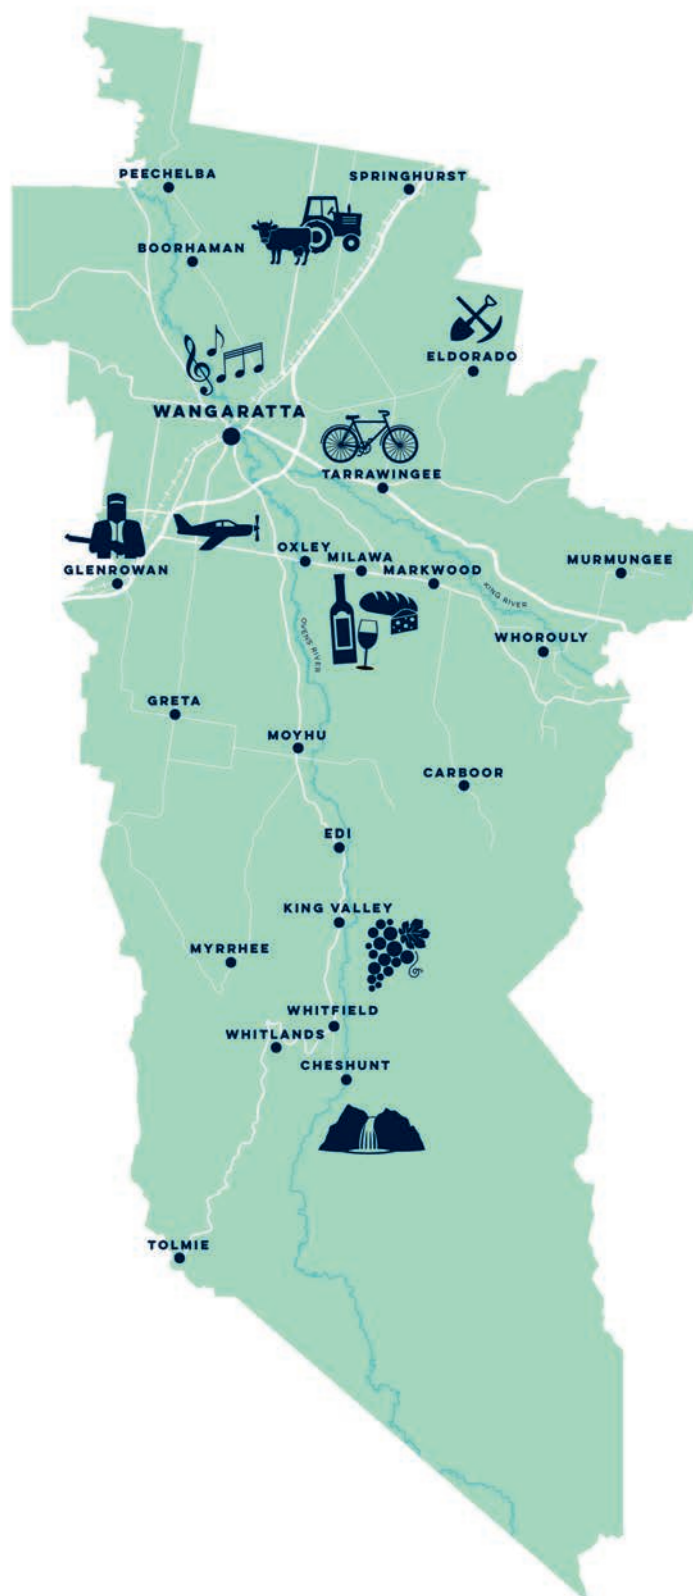 PEECHELBA
SPRINGHURST
BOORHAMAN
ELDORADO
WANGARATTA
TARRAWINGEE
OXLEY
MILAWA
MARKWOOD
MURMUNGEE
GLENROWAN
KING RIVER
OVENS RIVER
WHOROULY
GRETA
MOYHU
CARBOOR
EDI
KING VALLEY
MYRRHEE
WHITFIELD
WHITLANDS
CHESHUNT
TOLMIE